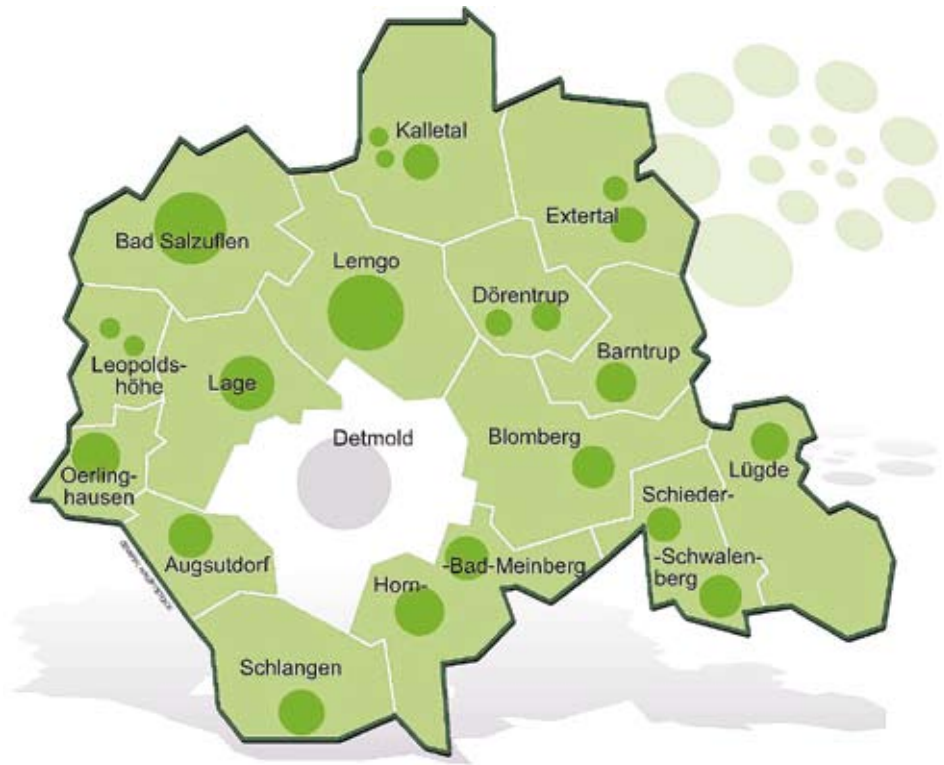 Kalletal
Extertal
Bad Salzuflen
Lemgo
Dörentrup
Barntrup
Leopolds-
höhe
Lage
Detmold
Blomberg
Lügde
Oerling-
hausen
Schieder-
-Schwalen-
berg
Augsutdorf
Horn-
-Bad-Meinberg
Schlangen